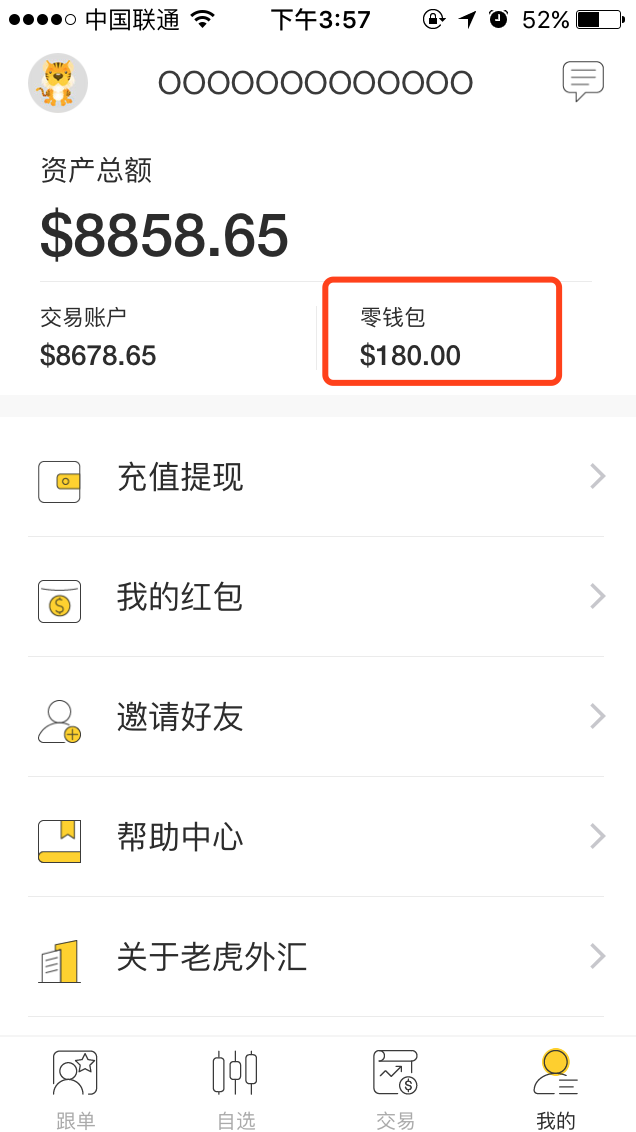 中国联通 下午3:57 52%
OOOOOOOOOOOOO
资产总额
$8858.65
交易账户 零钱包
$8678.65 $180.00
充值提现
我的红包
邀请好友
帮助中心
关于老虎外汇
跟单 自选 交易 我的